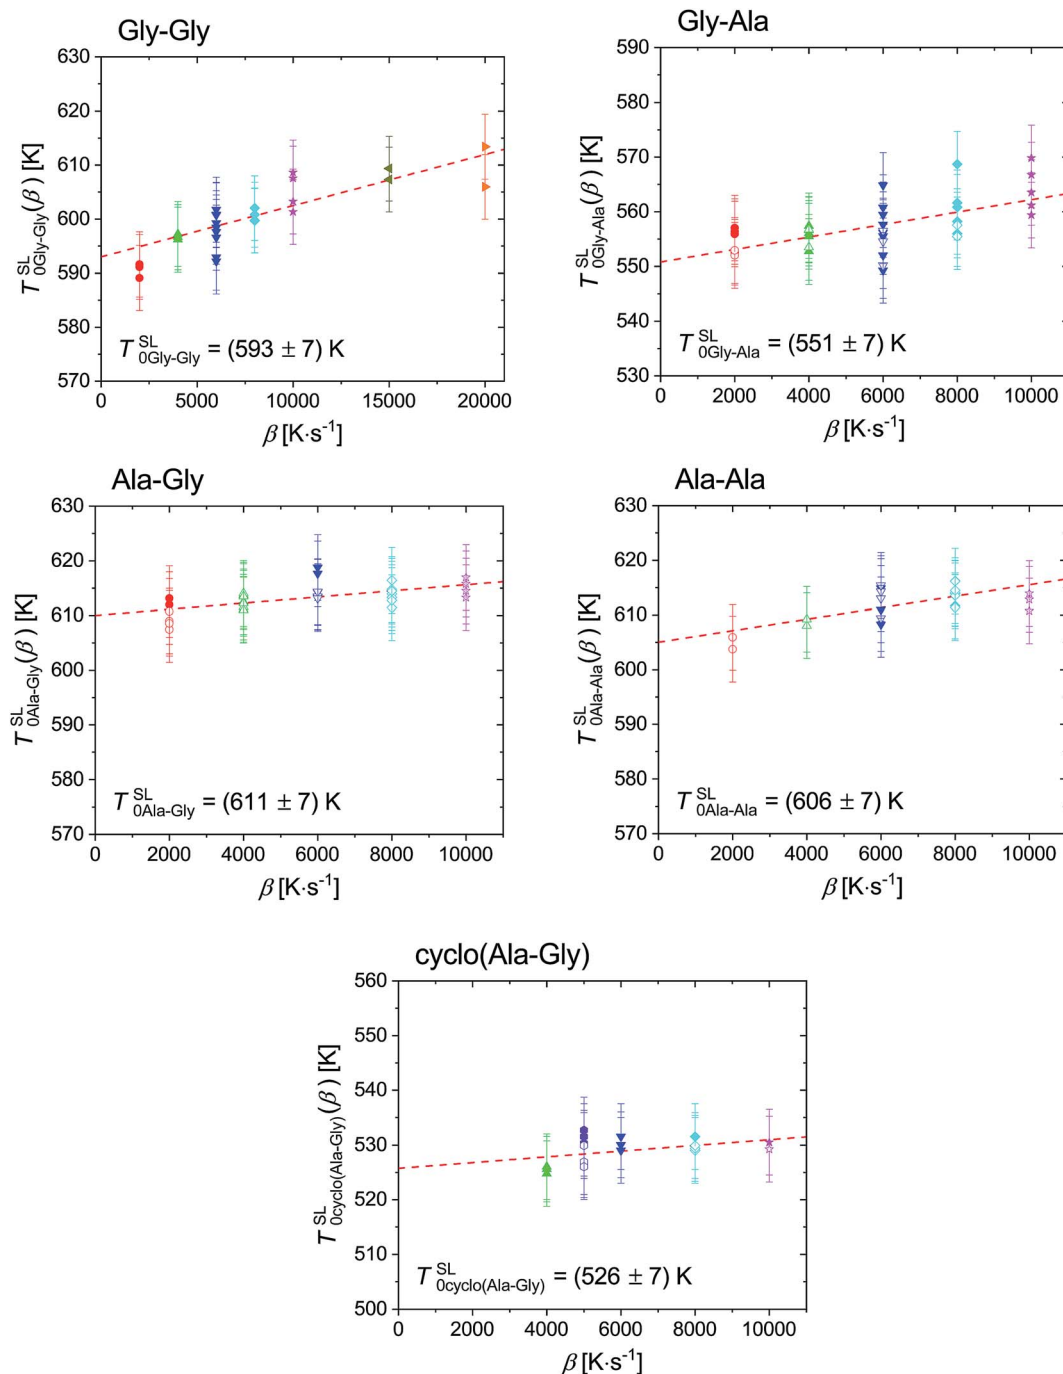 Gly-Gly
630
620
610
600
590
580
570
T SL 0Gly-Gly (β) [K]
T SL 0Gly-Gly = (593 ± 7) K
0 5000 10000 15000 20000
β [K·s-1]
Gly-Ala
590
580
570
560
550
540
530
T SL 0Gly-Ala (β) [K]
T SL 0Gly-Ala = (551 ± 7) K
0 2000 4000 6000 8000 10000
β [K·s-1]
Ala-Gly
630
620
610
600
590
580
570
T SL 0Ala-Gly (β) [K]
T SL 0Ala-Gly = (611 ± 7) K
0 2000 4000 6000 8000 10000
β [K·s-1]
Ala-Ala
630
620
610
600
590
580
570
T SL 0Ala-Ala (β) [K]
T SL 0Ala-Ala = (606 ± 7) K
0 2000 4000 6000 8000 10000
β [K·s-1]
cyclo(Ala-Gly)
560
550
540
530
520
510
500
T SL 0cyclo(Ala-Gly) (β) [K]
T SL 0cyclo(Ala-Gly) = (526 ± 7) K
0 2000 4000 6000 8000 10000
β [K·s-1]